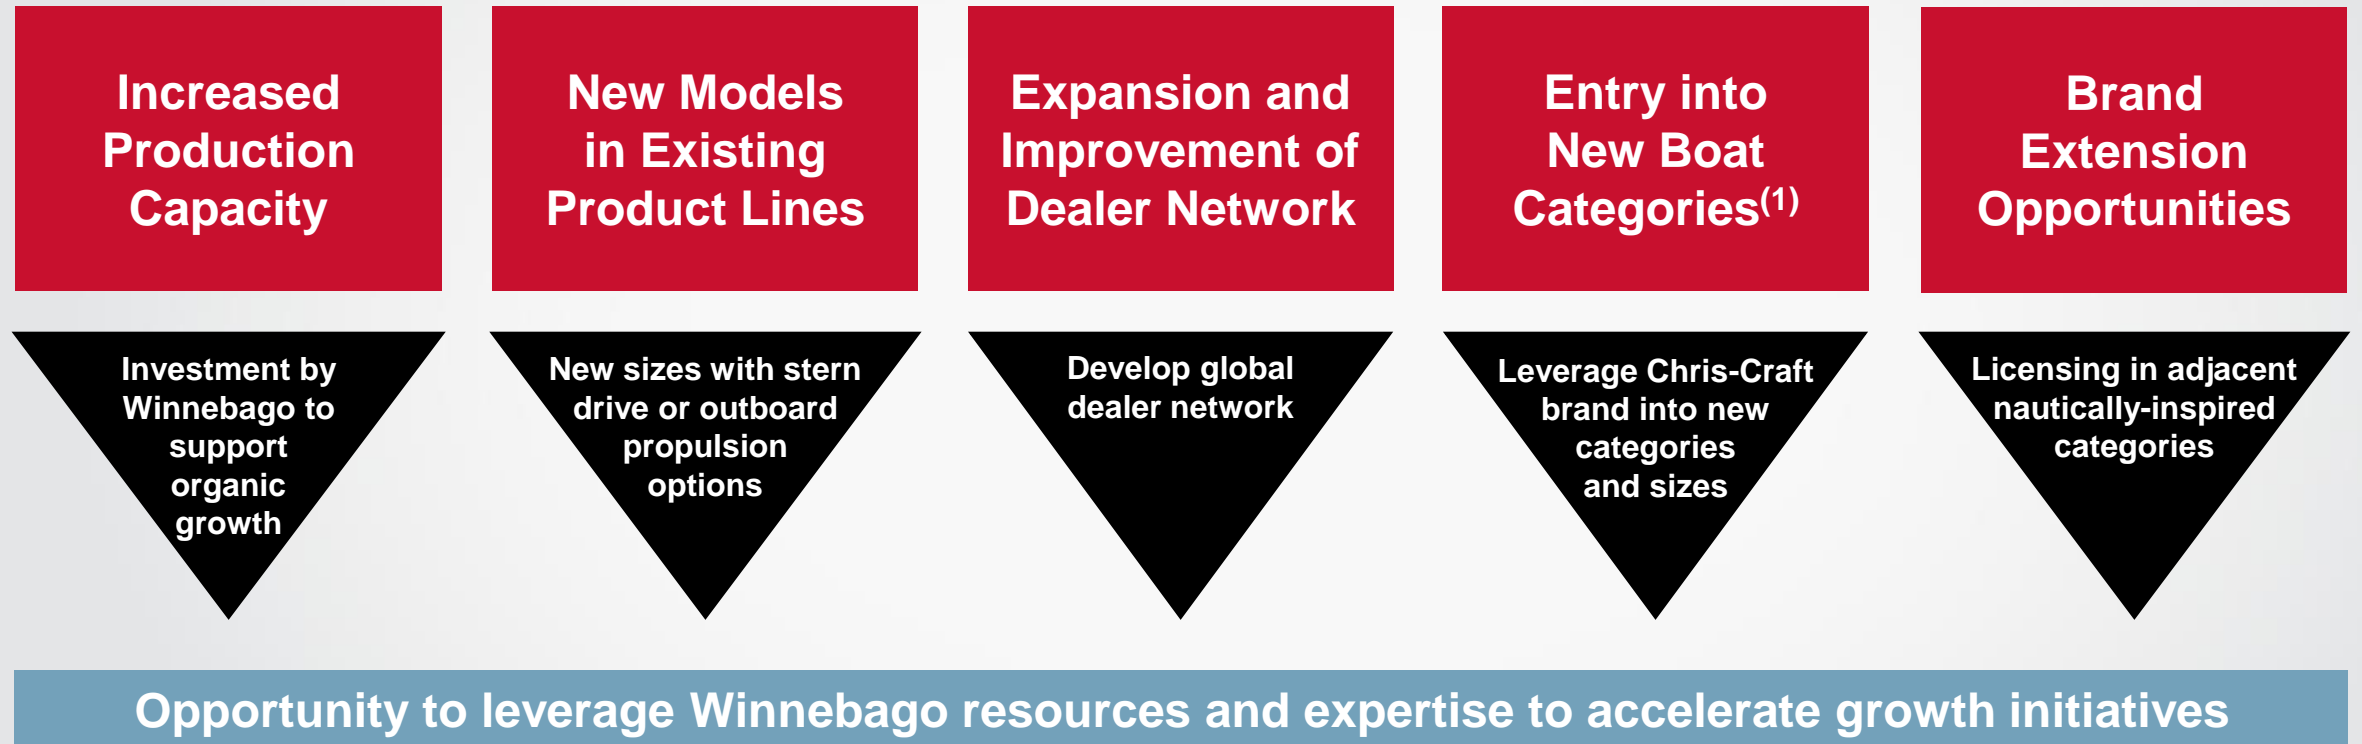 Increased
Production
Capacity
New Models
in Existing
Product Lines
Expansion and
Improvement of
Dealer Network
Entry into
New Boat
Categories(1)
Brand
Extension
Opportunities
Investment by
Winnebago to
support
organic
growth
New sizes with stern
drive or outboard
propulsion
options
Develop global
dealer network
Leverage Chris-Craft
brand into new
categories
and sizes
Licensing in adjacent
nautically-inspired
categories
Opportunity to leverage Winnebago resources and expertise to accelerate growth initiatives